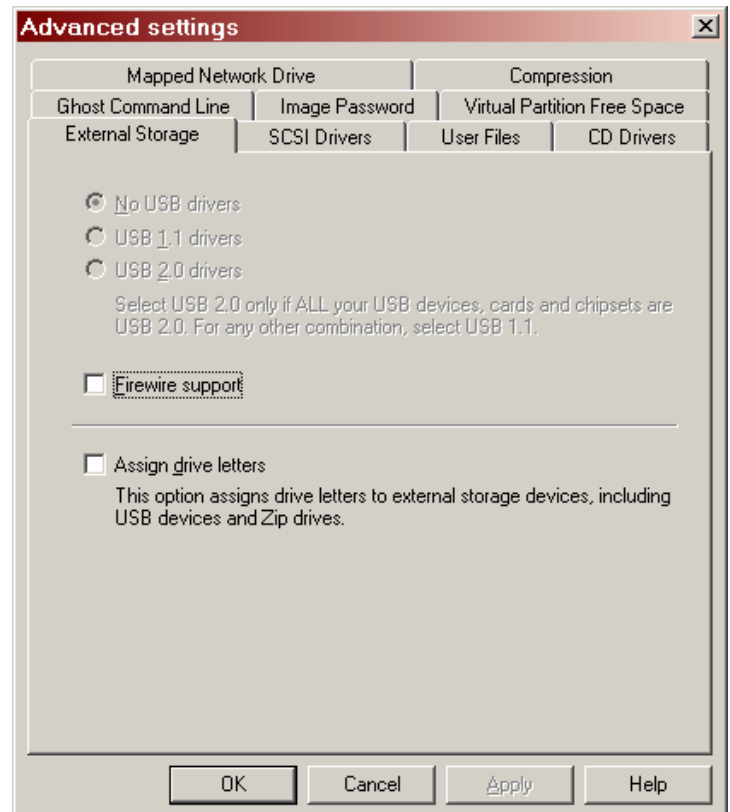 Advanced settings
Mapped Network Drive
Compression
Ghost Command Line
Image Password
Virtual Partition Free Space
External Storage
SCSI Drivers
User Files
CD Drivers
No USB drivers
USB 1.1 drivers
USB 2.0 drivers
Select USB 2.0 only if ALL your USB devices, cards and chipsets are
USB 2.0. For any other combination, select USB 1.1.
Firewire support
Assign drive letters
This option assigns drive letters to external storage devices, including
USB devices and Zip drives.
OK
Cancel
Apply
Help